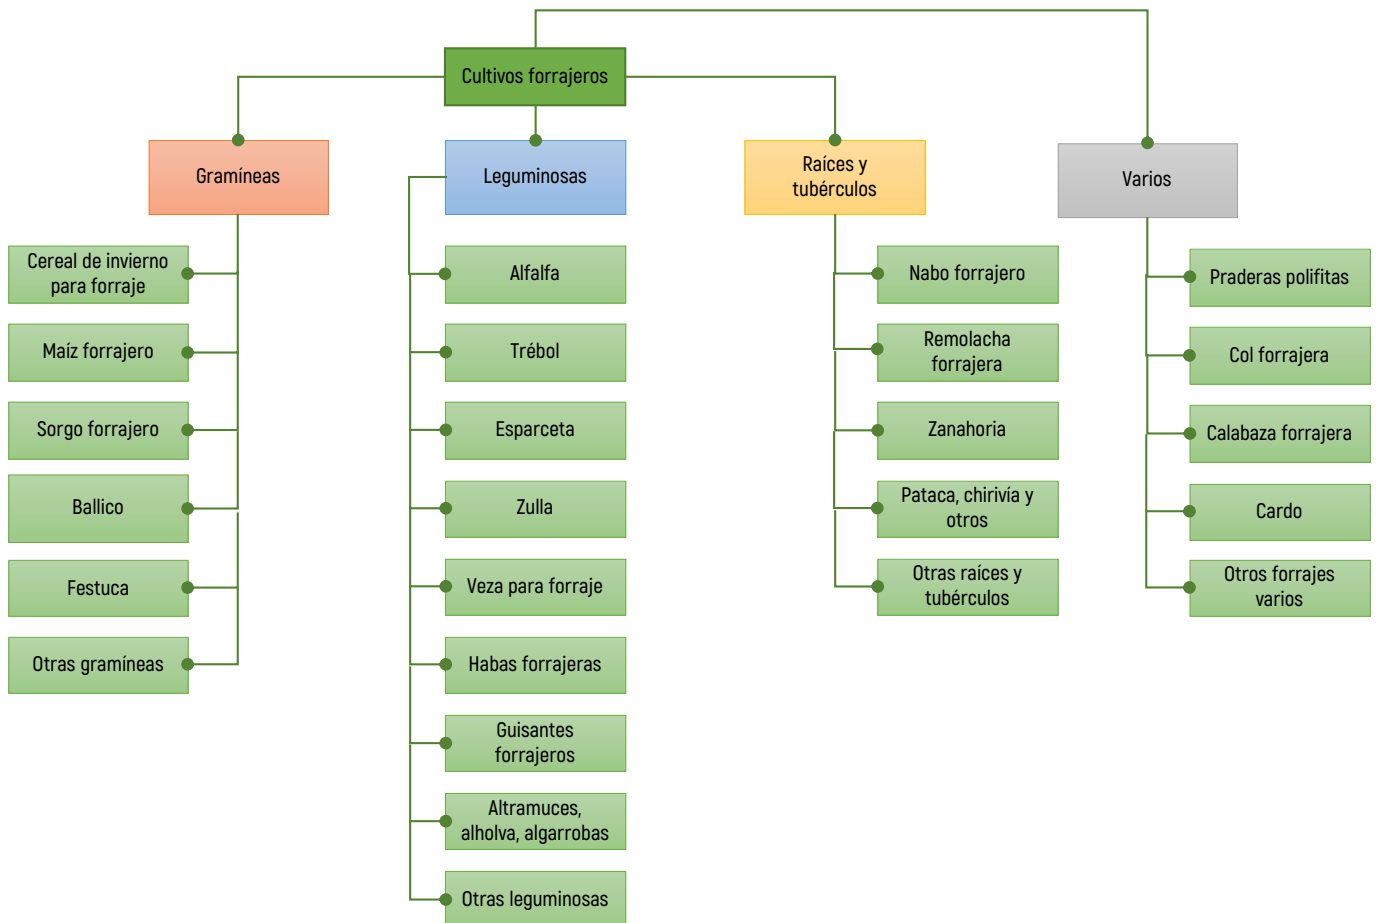 Cultivos forrajeros
Gramíneas
Cereal de invierno
para forraje
Maíz forrajero
Sorgo forrajero
Ballico
Festuca
Otras gramíneas
Leguminosas
Alfalfa
Trébol
Esparceta
Zulla
Veza para forraje
Habas forrajeras
Guisantes
forrajeros
Altramuces,
alholva, algarrobas
Otras leguminosas
Raíces y
tubérculos
Nabo forrajero
Remolacha
forrajera
Zanahoria
Pataca, chirivía y
otros
Otras raíces y
tubérculos
Varios
Praderas polifitas
Col forrajera
Calabaza forrajera
Cardo
Otros forrajes
varios